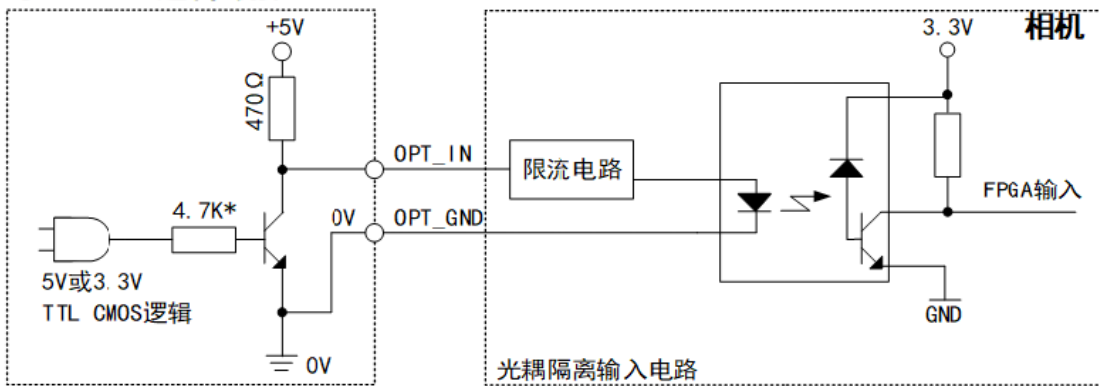 +5V
470Ω
3.3V
相机
OPT_IN
限流电路
4.7K*
0V
OPT_GND
FPGA输入
5V或3.3V
TTL CMOS逻辑
GND
0V
光耦隔离输入电路